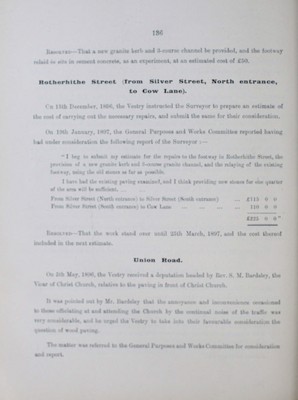 136
RESOLVED—That a new granite kerb and 3-course channel be provided, and the footway
relaid in situ in cement concrete, as an experiment, at an estimated cost of £50.
Rotherhithe Street (from Silver Street, North entrance,
to Cow Lane).
On 15th December, 1896, the Vestry instructed the Surveyor to prepare an estimate of
the cost of carrying out the necessary repairs, and submit the same for their consideration.
On 19th January, 1897, the General Purposes and Works Committee reported having
had under consideration the following report of the Surveyor :—
"I beg to submit my estimate for the repairs to the footway in Rotherhithe Street, the
provision of a new granite kerb and 3-course granite channel, and the relaying of the existing
footway, using the old stones as far as possible.
I have had the existing paving examined, and I think providing new stones for one quarter
of the area will be sufficient. ...
From Silver Street (North entrance) to Silver Street (South entrance) ... £715 0 0
From Silver Street (South entrance) to Cow Lane ... ... ... ... 110 0 0
£825 0 0"
RESOLVED—That the work stand over until 25th March, 1897, and the cost thereof
included in the next estimate.
Union Road.
On 5th May, 1896, the Vestry received a deputation headed by Rev. S. M. Bardsley, the
Vicar of Christ Church, relative to the paving in front of Christ Church.
It was pointed out by Mr. Bardsley that the annoyance and inconvenience occasioned
to those officiating at and attending the Church by the continual noise of the traffic was
very considerable, and he urged the Vestry to take into their favourable consideration the
question of wood paving.
The matter was referred to the General Purposes and Works Committee for consideration
and report.